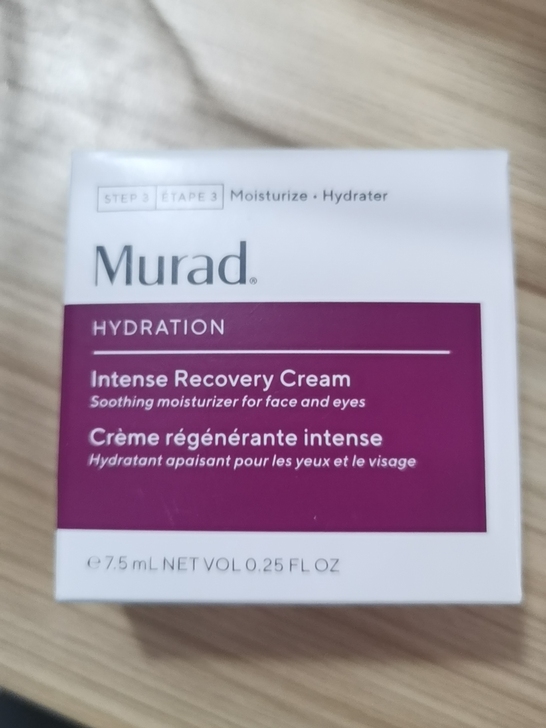 STEP 3 ÉTAPE 3 Moisturize • Hydrater
Murad®
HYDRATION
Intense Recovery Cream
Soothing moisturizer for face and eyes
Crème régénérante intense
Hydratant apaisant pour les yeux et le visage
℮ 7.5 mL NET VOL 0.25 FL OZ